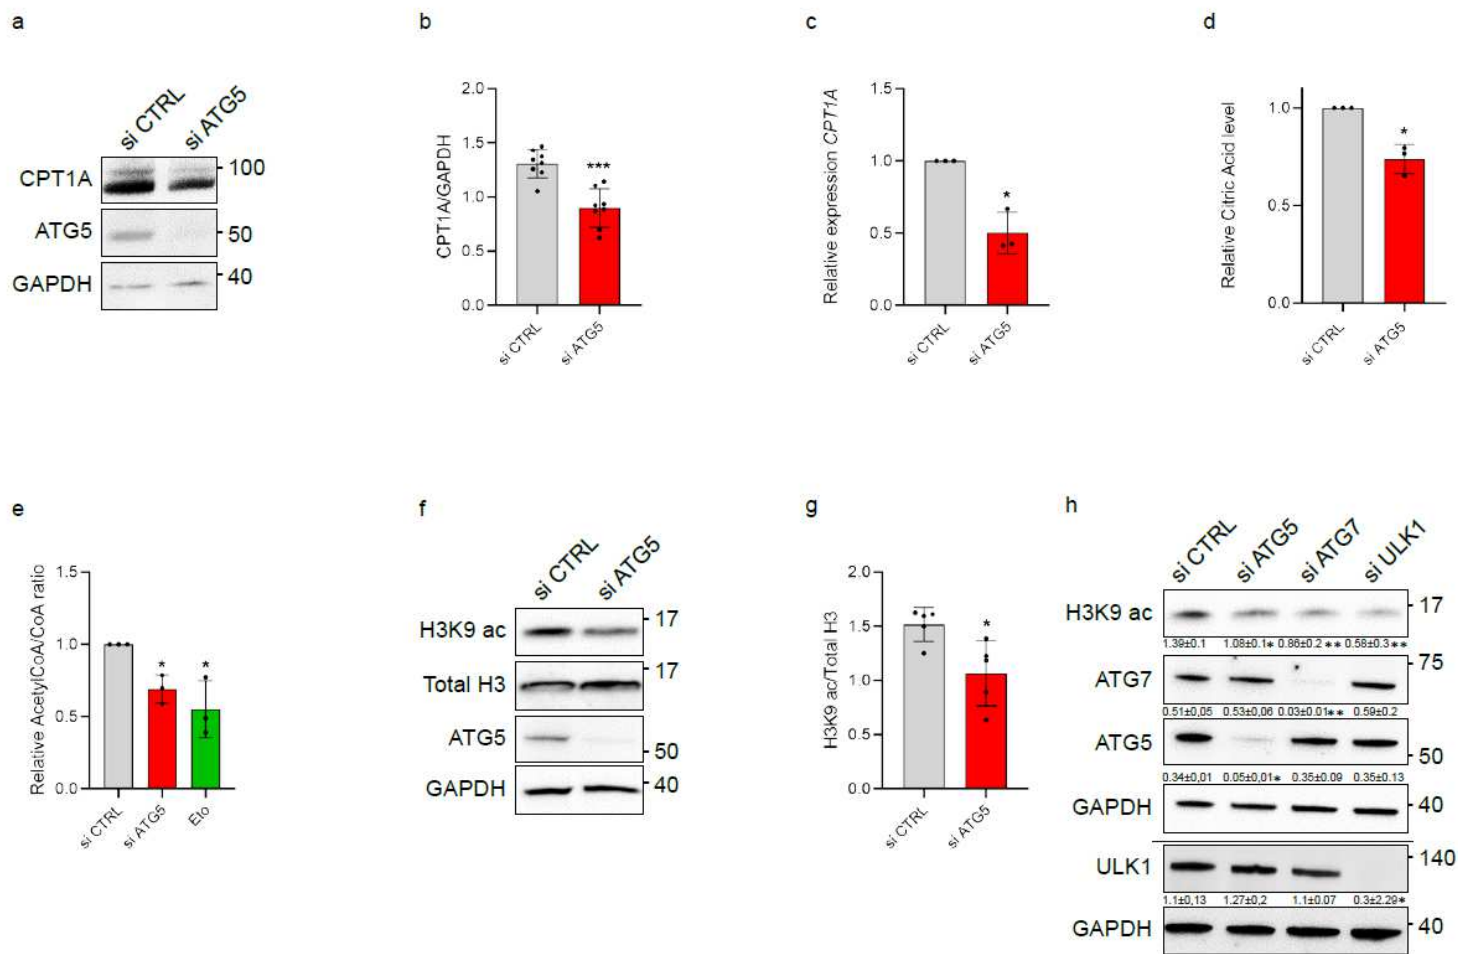 a
si CTRL
si ATG5
CPT1A
100
ATG5
50
GAPDH
40
b
CPT1A/GAPDH
2.0
1.5
1.0
0.5
0.0
***
si CTRL
si ATG5
c
Relative expression CPT1A
1.5
1.0
0.5
0.0
*
si CTRL
si ATG5
d
Relative Citric Acid level
1.0
0.5
0.0
*
si CTRL
si ATG5
e
Relative AcetylCoA/CoA ratio
1.5
1.0
0.5
0.0
* *
si CTRL
si ATG5
Eto
f
si CTRL
si ATG5
H3K9 ac
17
Total H3
17
ATG5
50
GAPDH
40
g
H3K9 ac/Total H3
2.0
1.5
1.0
0.5
0.0
*
si CTRL
si ATG5
h
si CTRL
si ATG5
si ATG7
si ULK1
H3K9 ac
17
1.39±0.1 1.08±0.1* 0.86±0.2 ** 0.58±0.3**
ATG7
75
0.51±0,05 0.53±0,06 0.03±0.01** 0.59±0.2
ATG5
50
0.34±0,01 0.05±0,01* 0.35±0.09 0.35±0.13
GAPDH
40
ULK1
140
1.1±0,13 1.27±0,2 1.1±0.07 0.3±2.29*
GAPDH
40